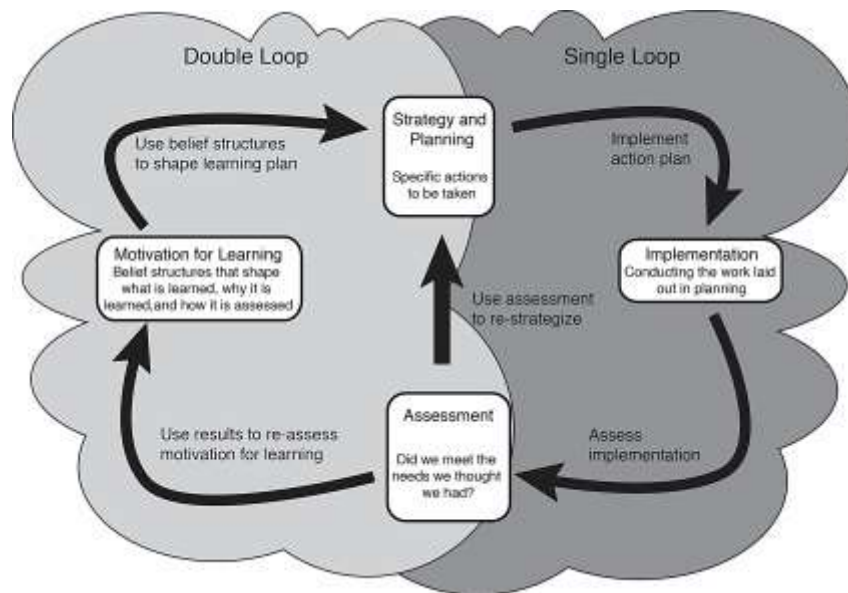 Double Loop
Single Loop
Strategy and
Planning
Specific actions
to be taken
Use belief structures
to shape learning plan
Implement
action plan
Motivation for Learning
Belief structures that shape
what is learned, why it is
learned,and how it is assessed
Implementation
Conducting the work laid
out in planning
Use assessment
to re-strategize
Assessment
Did we meet the
needs we thought
we had?
Use results to re-assess
motivation for learning
Assess
implementation